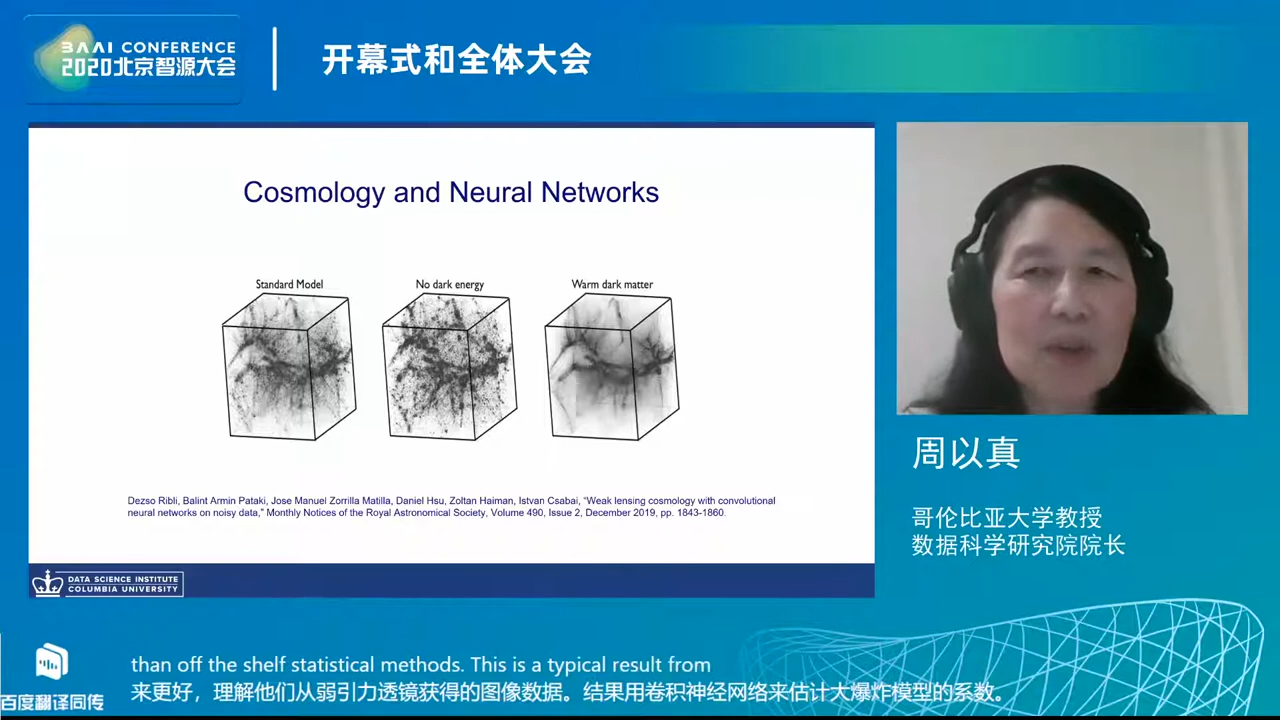 BAAI CONFERENCE
2020北京智源大会
开幕式和全体大会
Cosmology and Neural Networks
Standard Model
No dark energy
Warm dark matter
Dezso Ribli, Balint Armin Pataki, Jose Manuel Zorrilla Matilla, Daniel Hsu, Zoltan Haiman, Istvan Csabai, “Weak lensing cosmology with convolutional
neural networks on noisy data,” Monthly Notices of the Royal Astronomical Society, Volume 490, Issue 2, December 2019, pp. 1843-1860.
DATA SCIENCE INSTITUTE
COLUMBIA UNIVERSITY
周以真
哥伦比亚大学教授
数据科学研究院院长
百度翻译同传
than off the shelf statistical methods. This is a typical result from
来更好，理解他们从弱引力透镜获得的图像数据。结果用卷积神经网络来估计大爆炸模型的系数。